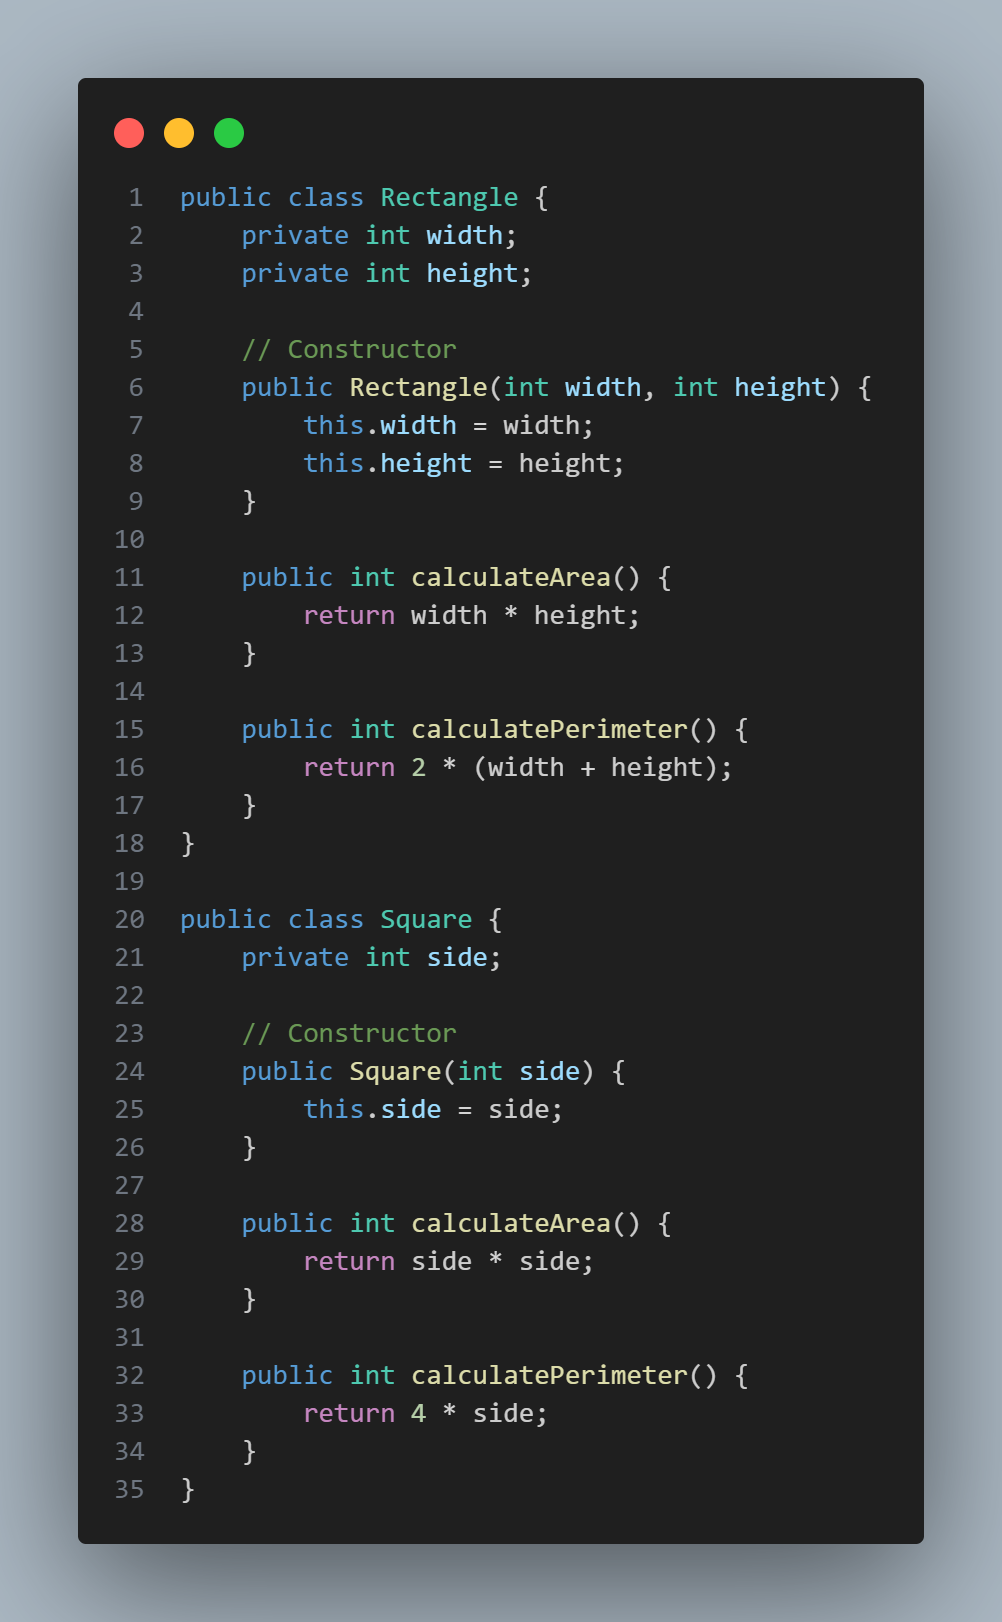 1 public class Rectangle {
2     private int width;
3     private int height;
4
5     // Constructor
6     public Rectangle(int width, int height) {
7         this.width = width;
8         this.height = height;
9     }
10
11     public int calculateArea() {
12         return width * height;
13     }
14
15     public int calculatePerimeter() {
16         return 2 * (width + height);
17     }
18 }
19
20 public class Square {
21     private int side;
22
23     // Constructor
24     public Square(int side) {
25         this.side = side;
26     }
27
28     public int calculateArea() {
29         return side * side;
30     }
31
32     public int calculatePerimeter() {
33         return 4 * side;
34     }
35 }